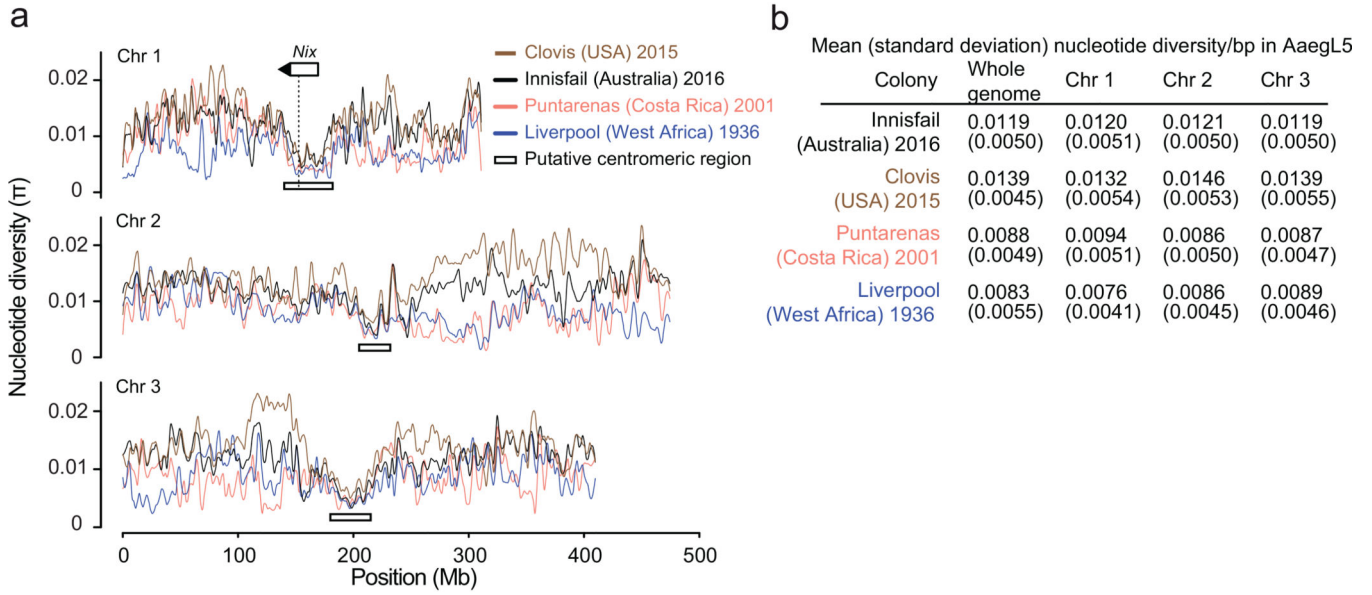 a
Chr 1
Nix
Clovis (USA) 2015
Innisfail (Australia) 2016
Puntarenas (Costa Rica) 2001
Liverpool (West Africa) 1936
Putative centromeric region
0.02
0.01
0
Chr 2
0.02
0.01
0
Chr 3
0.02
0.01
0
Nucleotide diversity (π)
0 100 200 300 400 500
Position (Mb)
b
Mean (standard deviation) nucleotide diversity/bp in AaegL5
Colony Whole genome Chr 1 Chr 2 Chr 3
Innisfail 0.0119 0.0120 0.0121 0.0119
(Australia) 2016 (0.0050) (0.0051) (0.0050) (0.0050)
Clovis 0.0139 0.0132 0.0146 0.0139
(USA) 2015 (0.0045) (0.0054) (0.0053) (0.0055)
Puntarenas 0.0088 0.0094 0.0086 0.0087
(Costa Rica) 2001 (0.0049) (0.0051) (0.0050) (0.0047)
Liverpool 0.0083 0.0076 0.0086 0.0089
(West Africa) 1936 (0.0055) (0.0041) (0.0045) (0.0046)